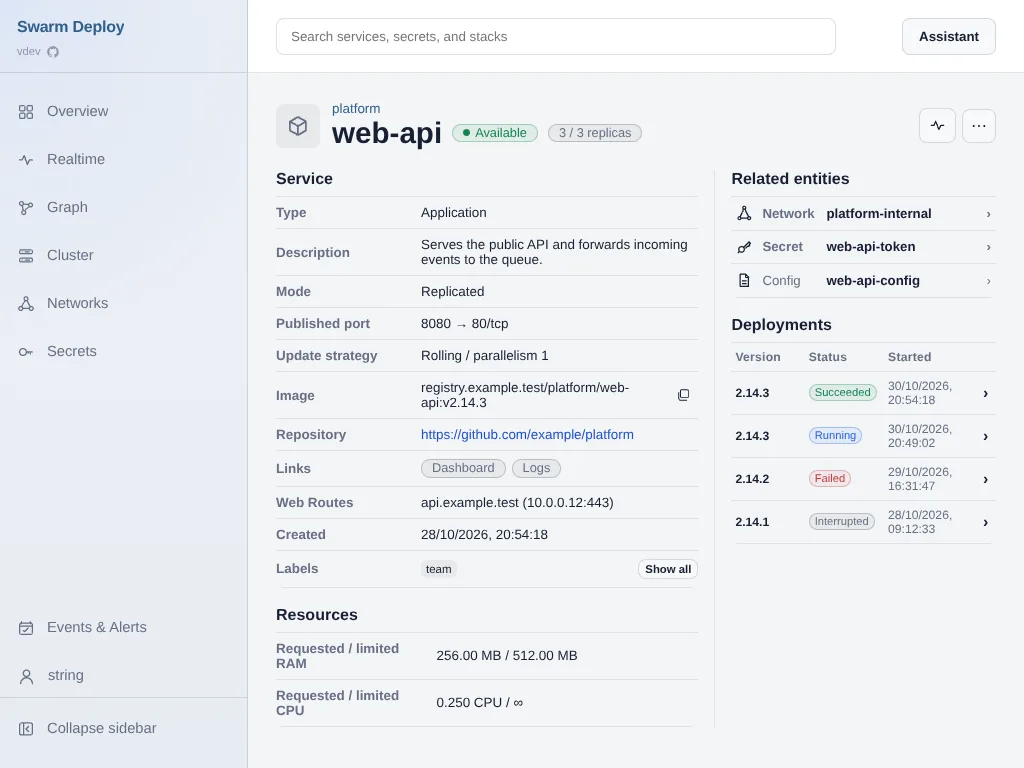 Swarm Deploy
vdev
Search services, secrets, and stacks
Assistant
Overview
Realtime
Graph
Cluster
Networks
Secrets
Events & Alerts
string
Collapse sidebar
platform
web-api
Available
3 / 3 replicas
Service
Type Application
Description Serves the public API and forwards incoming
events to the queue.
Mode Replicated
Published port 8080 → 80/tcp
Update strategy Rolling / parallelism 1
Image registry.example.test/platform/web-
api:v2.14.3
Repository https://github.com/example/platform
Links Dashboard Logs
Web Routes api.example.test (10.0.0.12:443)
Created 28/10/2026, 20:54:18
Labels team Show all
Resources
Requested / limited
RAM
256.00 MB / 512.00 MB
Requested / limited
CPU
0.250 CPU / ∞
Related entities
Network platform-internal
Secret web-api-token
Config web-api-config
Deployments
Version Status Started
2.14.3 Succeeded 30/10/2026,
20:54:18
2.14.3 Running 30/10/2026,
20:49:02
2.14.2 Failed 29/10/2026,
16:31:47
2.14.1 Interrupted 28/10/2026,
09:12:33